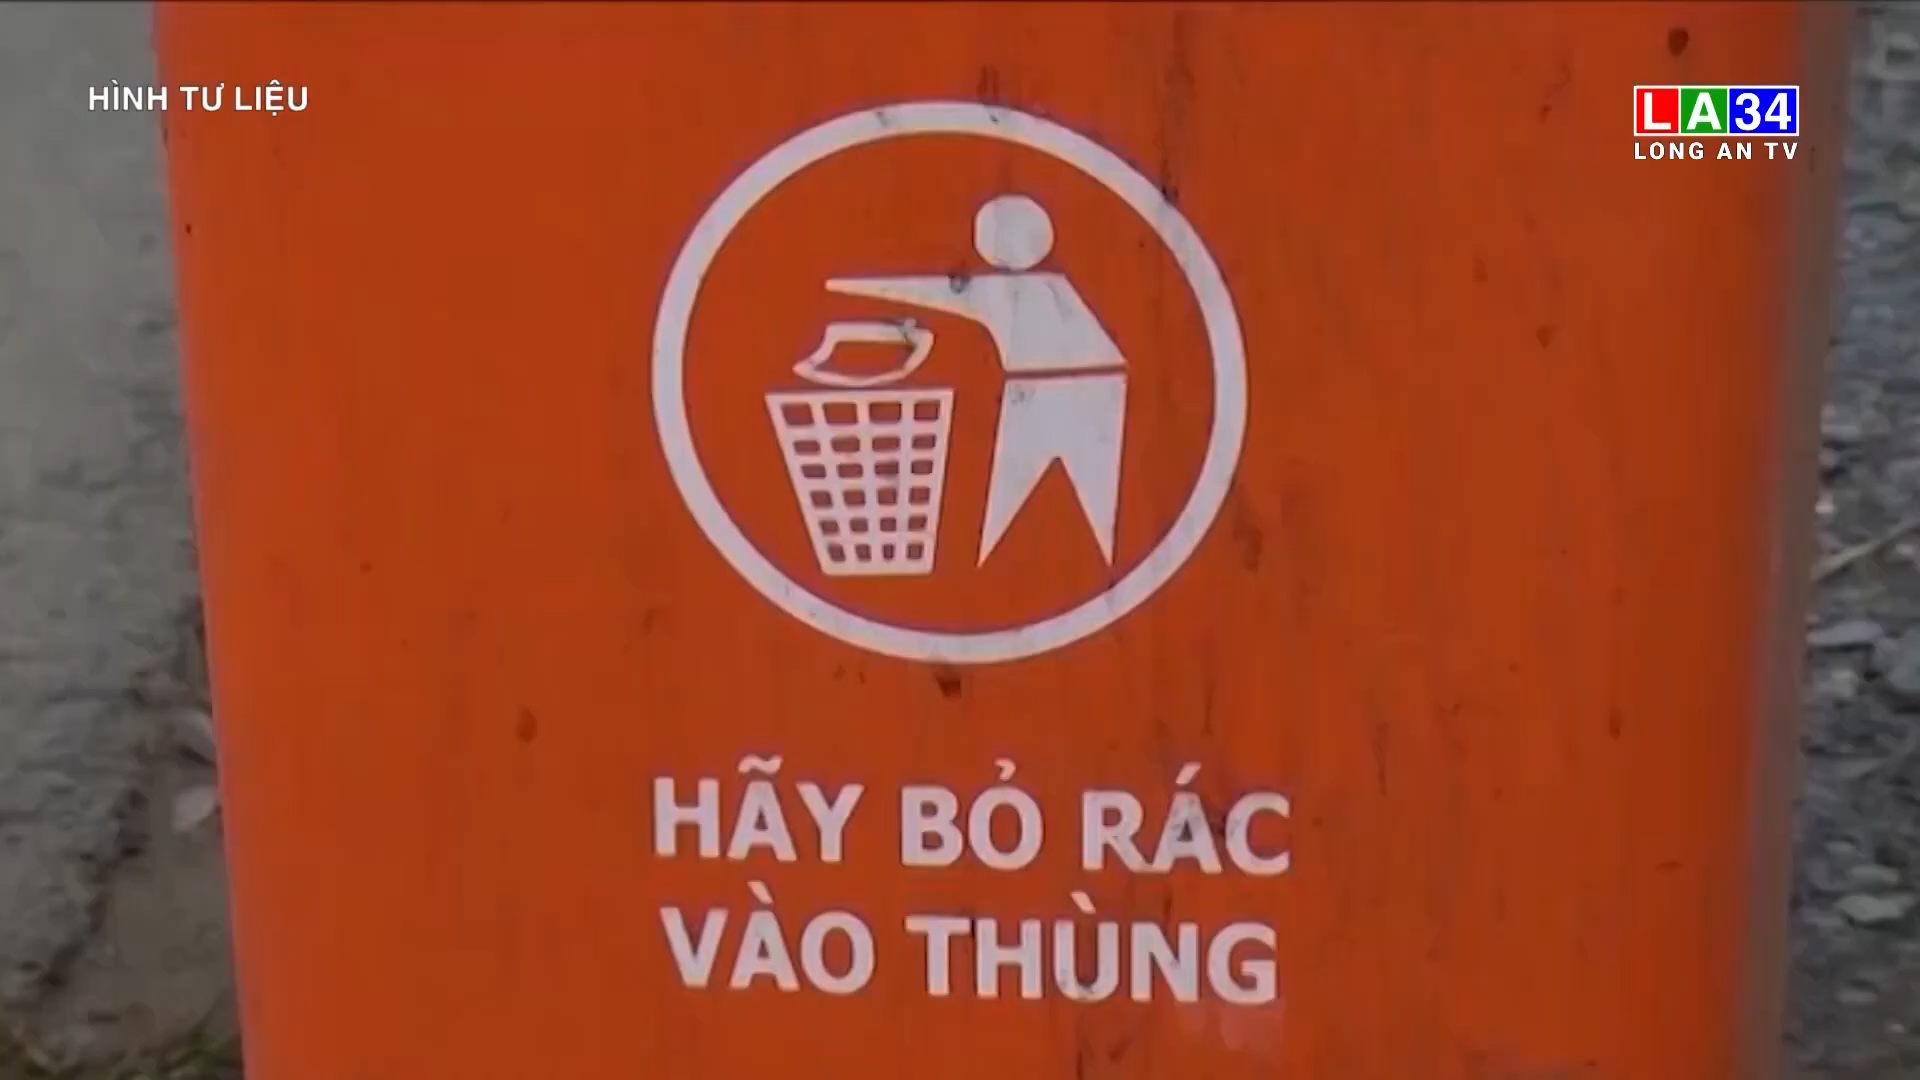 HÌNH TƯ LIỆU
LA34
LONG AN TV
HÃY BỎ RÁC
VÀO THÙNG